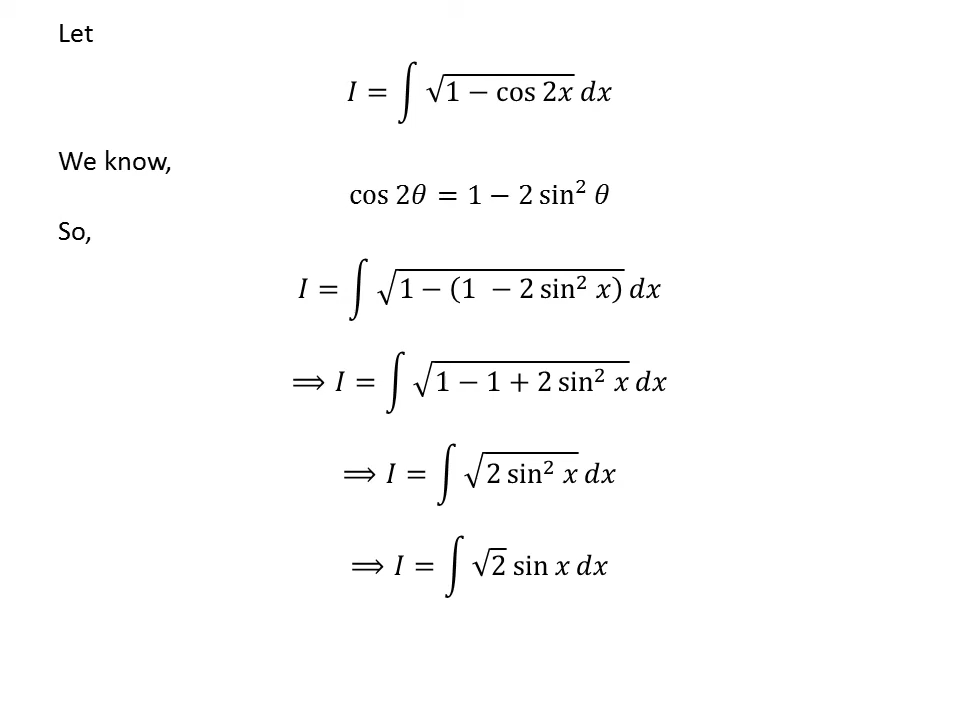 Let
I = ∫ √(1 − cos 2x) dx
We know,
cos 2θ = 1 − 2 sin² θ
So,
I = ∫ √(1 − (1 − 2 sin² x)) dx
⟹ I = ∫ √(1 − 1 + 2 sin² x) dx
⟹ I = ∫ √(2 sin² x) dx
⟹ I = ∫ √2 sin x dx